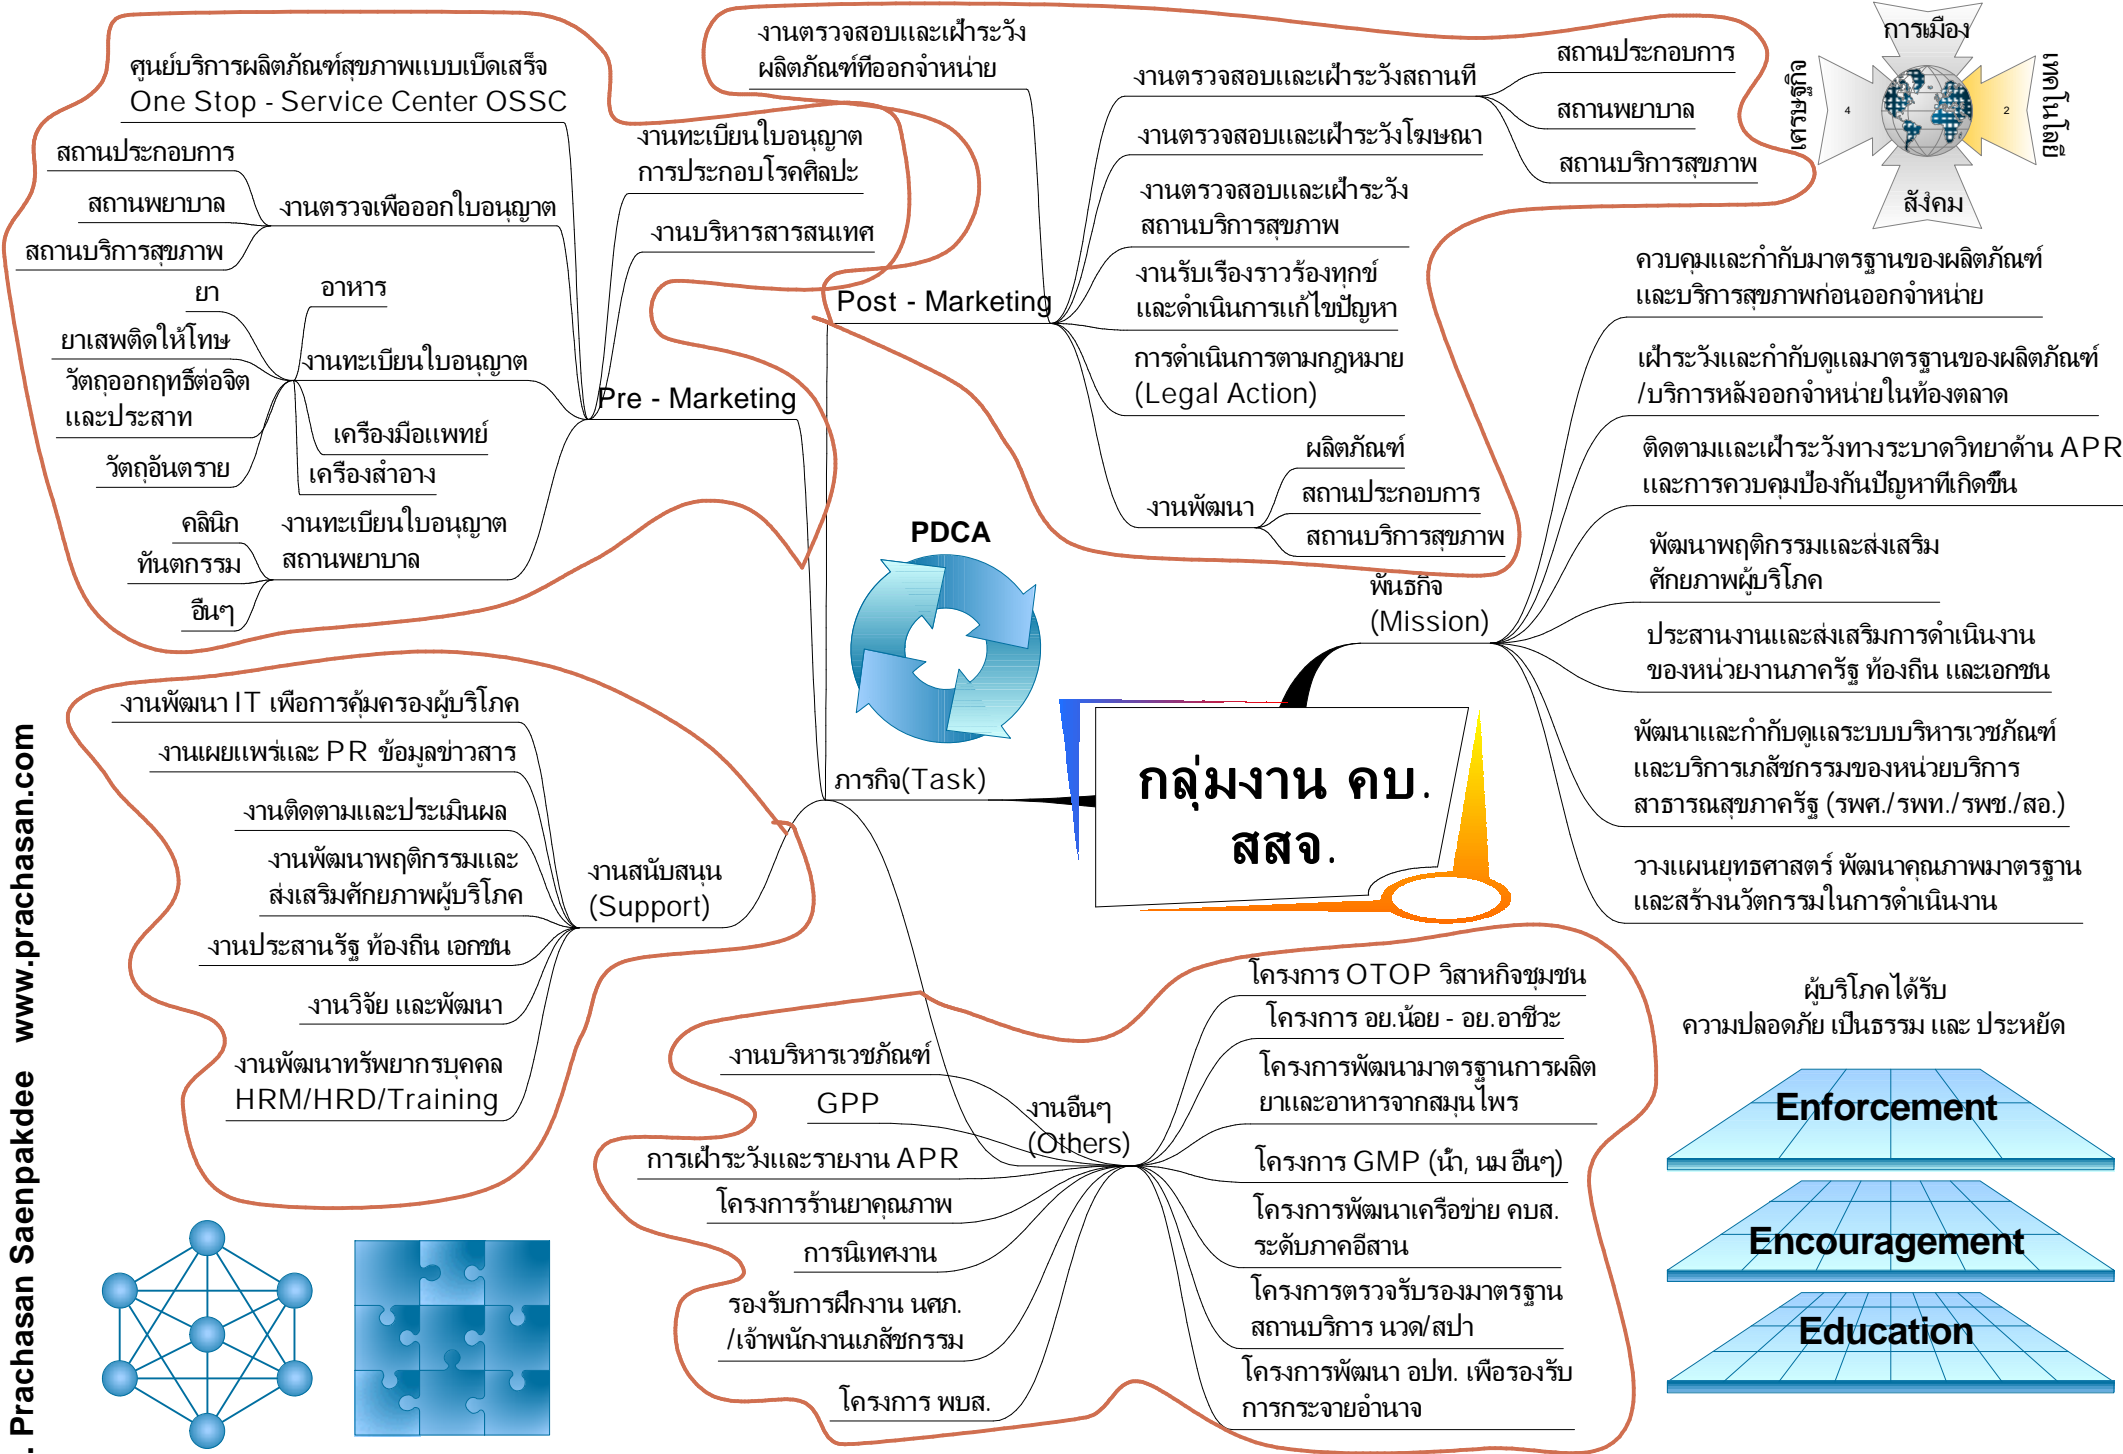 ศูนย์บริการผลิตภัณฑ์สุขภาพแบบเบ็ดเสร็จ
One Stop - Service Center OSSC
สถานประกอบการ
สถานพยาบาล
สถานบริการสุขภาพ
งานตรวจเพื่อออกใบอนุญาต
ยา
อาหาร
ยาเสพติดให้โทษ
วัตถุออกฤทธิ์ต่อจิต
และประสาท
วัตถุอันตราย
งานทะเบียนใบอนุญาต
เครื่องมือแพทย์
เครื่องสำอาง
คลินิก
ทันตกรรม
อื่นๆ
งานทะเบียนใบอนุญาต
สถานพยาบาล
งานทะเบียนใบอนุญาต
การประกอบโรคศิลปะ
งานบริหารสารสนเทศ
Pre - Marketing
งานตรวจสอบและเฝ้าระวัง
ผลิตภัณฑ์ที่ออกจำหน่าย
งานตรวจสอบและเฝ้าระวังสถานที่
สถานประกอบการ
สถานพยาบาล
สถานบริการสุขภาพ
งานตรวจสอบและเฝ้าระวังโฆษณา
งานตรวจสอบและเฝ้าระวัง
สถานบริการสุขภาพ
งานรับเรื่องราวร้องทุกข์
และดำเนินการแก้ไขปัญหา
Post - Marketing
การดำเนินการตามกฎหมาย
(Legal Action)
งานพัฒนา
ผลิตภัณฑ์
สถานประกอบการ
สถานบริการสุขภาพ
การเมือง
เศรษฐกิจ
4
2
เทคโนโลยี
3
สังคม
ควบคุมและกำกับมาตรฐานของผลิตภัณฑ์
และบริการสุขภาพก่อนออกจำหน่าย
เฝ้าระวังและกำกับดูแลมาตรฐานของผลิตภัณฑ์
/บริการหลังออกจำหน่ายในท้องตลาด
ติดตามและเฝ้าระวังทางระบาดวิทยาด้าน APR
และการควบคุมป้องกันปัญหาที่เกิดขึ้น
พัฒนาพฤติกรรมและส่งเสริม
ศักยภาพผู้บริโภค
พันธกิจ
(Mission)
ประสานงานและส่งเสริมการดำเนินงาน
ของหน่วยงานภาครัฐ ท้องถิ่น และเอกชน
พัฒนาและกำกับดูแลระบบบริหารเวชภัณฑ์
และบริการเภสัชกรรมของหน่วยบริการ
สาธารณสุขภาครัฐ (รพศ./รพท./รพช./สอ.)
วางแผนยุทธศาสตร์ พัฒนาคุณภาพมาตรฐาน
และสร้างนวัตกรรมในการดำเนินงาน
PDCA
ภารกิจ(Task)
กลุ่มงาน คบ.
สสจ.
งานพัฒนา IT เพื่อการคุ้มครองผู้บริโภค
งานเผยแพร่และ PR ข้อมูลข่าวสาร
งานติดตามและประเมินผล
งานพัฒนาพฤติกรรมและ
ส่งเสริมศักยภาพผู้บริโภค
งานประสานรัฐ ท้องถิ่น เอกชน
งานวิจัย และพัฒนา
งานพัฒนาทรัพยากรบุคคล
HRM/HRD/Training
งานสนับสนุน
(Support)
งานบริหารเวชภัณฑ์
GPP
การเฝ้าระวังและรายงาน APR
โครงการร้านยาคุณภาพ
การนิเทศงาน
รองรับการฝึกงาน นศภ.
/เจ้าพนักงานเภสัชกรรม
โครงการ พบส.
งานอื่นๆ
(Others)
โครงการ OTOP วิสาหกิจชุมชน
โครงการ อย.น้อย - อย.อาชีวะ
โครงการพัฒนามาตรฐานการผลิต
ยาและอาหารจากสมุนไพร
โครงการ GMP (น้ำ, นม อื่นๆ)
โครงการพัฒนาเครือข่าย คบส.
ระดับภาคอีสาน
โครงการตรวจรับรองมาตรฐาน
สถานบริการ นวด/สปา
โครงการพัฒนา อปท. เพื่อรองรับ
การกระจายอำนาจ
ผู้บริโภคได้รับ
ความปลอดภัย เป็นธรรม และ ประหยัด
Enforcement
Encouragement
Education
. Prachasan Saenpakdee www.prachasan.com